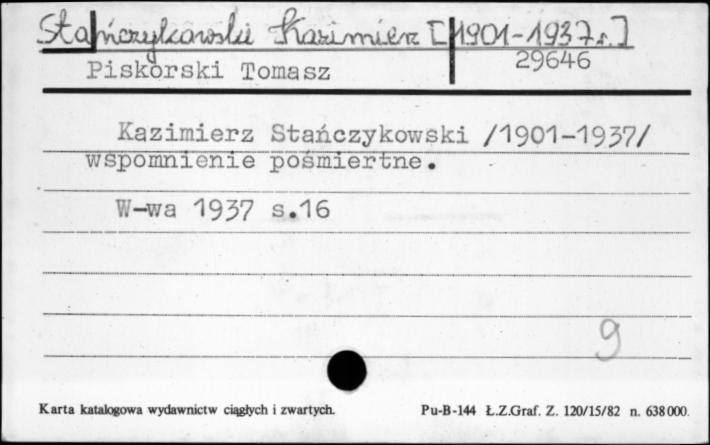 Stańczykowski Kazimierz [1901-1937r.]
Piskorski Tomasz 29646
Kazimierz Stańczykowski /1901-1937/
wspomnienie pośmiertne.
W-wa 1937 s.16
9
Karta katalogowa wydawnictw ciągłych i zwartych. Pu-B-144 Ł.Z.Graf. Z. 120/15/82 n. 638000.